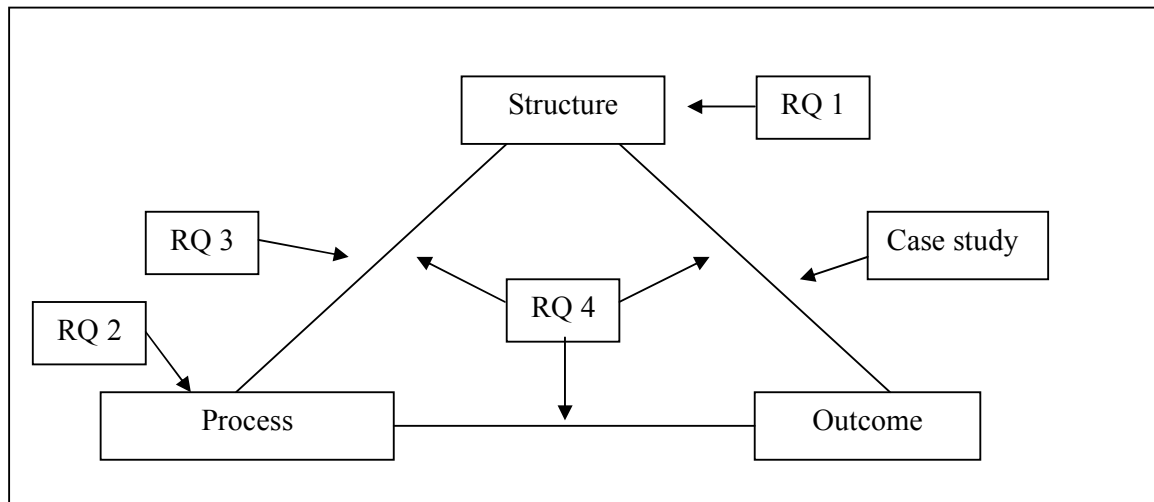 Structure
RQ 1
RQ 3
Case study
RQ 4
RQ 2
Process
Outcome